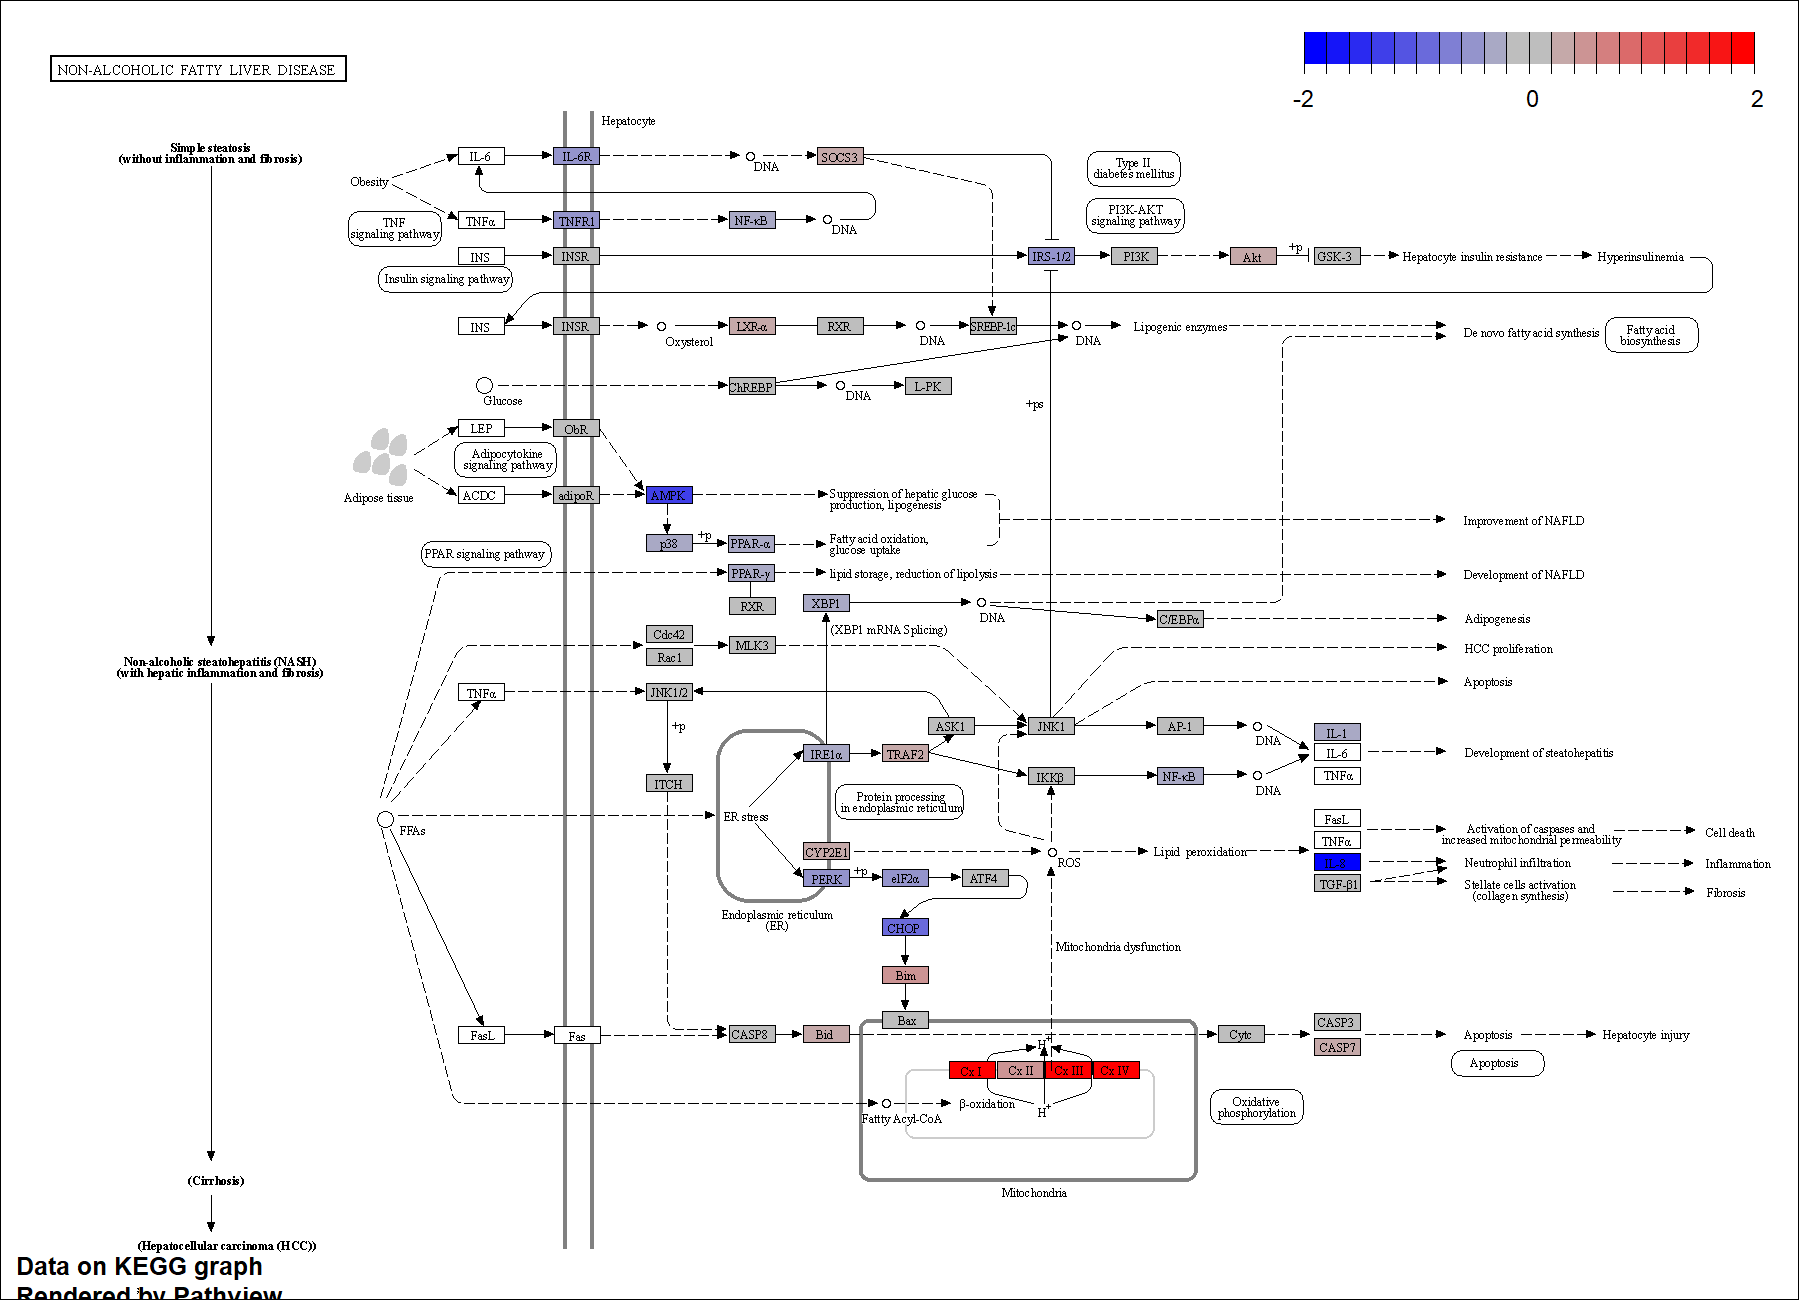 NON-ALCOHOLIC FATTY LIVER DISEASE
-2
0
2
Hepatocyte
Simple steatosis
(without inflammation and fibrosis)
IL-6
IL-6R
DNA
SOCS3
Type II
diabetes mellitus
Obesity
TNF
signaling pathway
TNFα
TNFR1
NF-κB
DNA
PI3K-AKT
signaling pathway
INS
INSR
IRS-1/2
PI3K
Akt
+p
GSK-3
Hepatocyte insulin resistance
Hyperinsulinemia
Insulin signaling pathway
INS
INSR
Oxysterol
LXR-α
RXR
DNA
SREBP-1c
DNA
Lipogenic enzymes
De novo fatty acid synthesis
Fatty acid
biosynthesis
Glucose
ChREBP
DNA
L-PK
+ps
LEP
ObR
Adipocytokine
signaling pathway
Adipose tissue
ACDC
adipoR
AMPK
Suppression of hepatic glucose
production, lipogenesis
Improvement of NAFLD
p38
+p
PPAR-α
Fatty acid oxidation,
glucose uptake
PPAR signaling pathway
PPAR-γ
lipid storage, reduction of lipolysis
Development of NAFLD
RXR
XBP1
DNA
(XBP1 mRNA Splicing)
C/EBPα
Adipogenesis
Cdc42
Rac1
MLK3
HCC proliferation
Non-alcoholic steatohepatitis (NASH)
(with hepatic inflammation and fibrosis)
TNFα
JNK1/2
Apoptosis
+p
ASK1
JNK1
AP-1
DNA
IL-1
IL-6
TNFα
Development of steatohepatitis
IRE1α
TRAF2
IKKβ
NF-κB
DNA
ITCH
ER stress
Protein processing
in endoplasmic reticulum
FFAs
FasL
TNFα
IL-8
TGF-β1
Activation of caspases and
increased mitochondrial permeability
Cell death
Neutrophil infiltration
Inflammation
Stellate cells activation
(collagen synthesis)
Fibrosis
CYP2E1
ROS
Lipid peroxidation
PERK
+p
eIF2α
ATF4
Endoplasmic reticulum
(ER)
CHOP
Mitochondria dysfunction
Bim
Bax
FasL
Fas
CASP8
Bid
Cytc
CASP3
CASP7
Apoptosis
Hepatocyte injury
Apoptosis
H+
Cx I
Cx II
Cx III
Cx IV
Fattty Acyl-CoA
β-oxidation
H+
Oxidative
phosphorylation
Mitochondria
(Cirrhosis)
(Hepatocellular carcinoma (HCC))
Data on KEGG graph
Rendered by Pathview